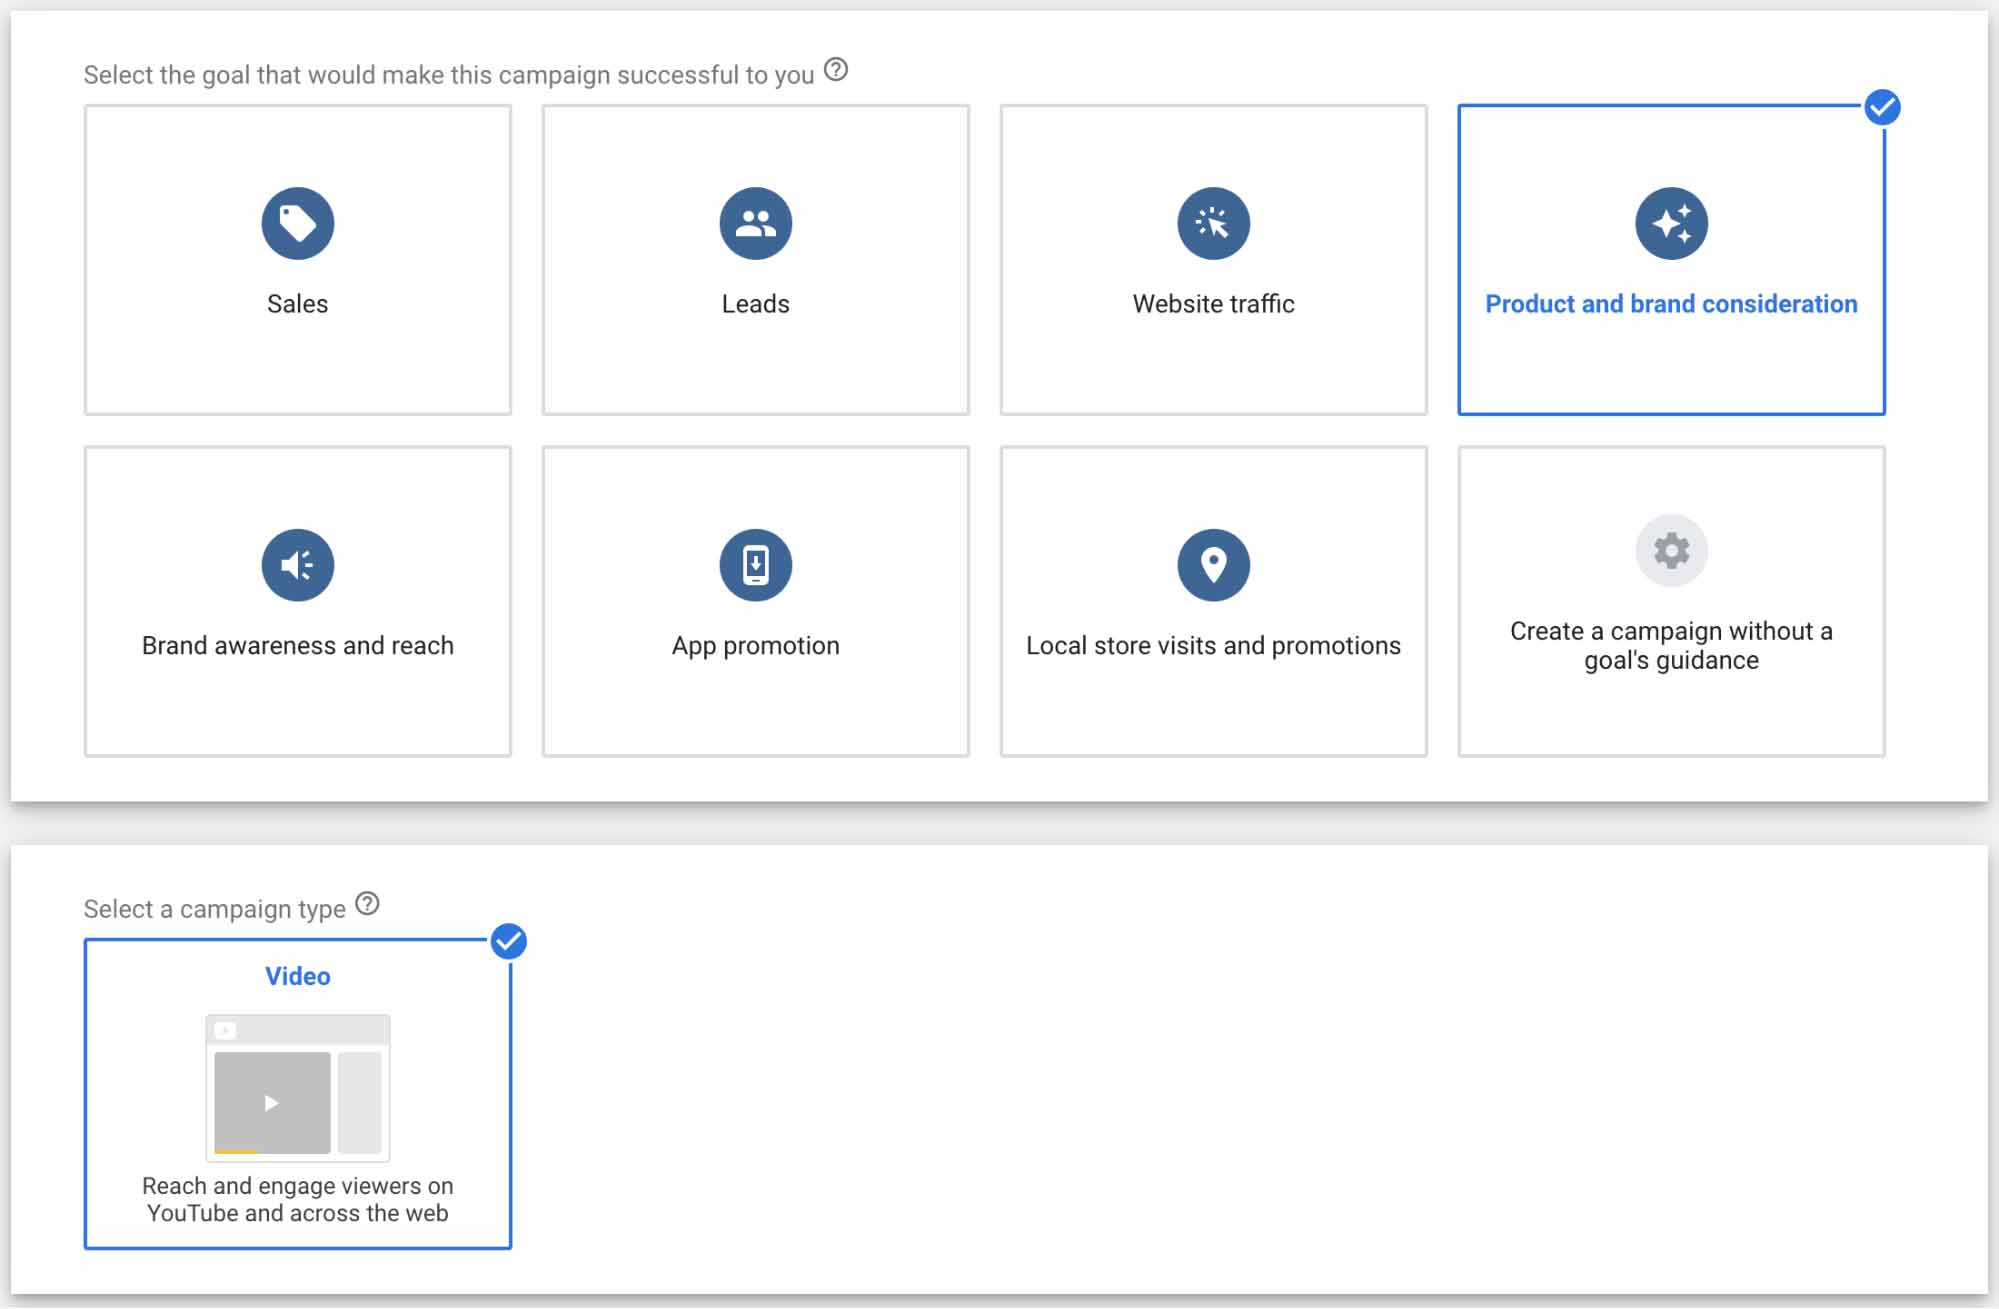 Select the goal that would make this campaign successful to you
Sales
Leads
Website traffic
Product and brand consideration
Brand awareness and reach
App promotion
Local store visits and promotions
Create a campaign without a
goal's guidance
Select a campaign type
Video
Reach and engage viewers on
YouTube and across the web